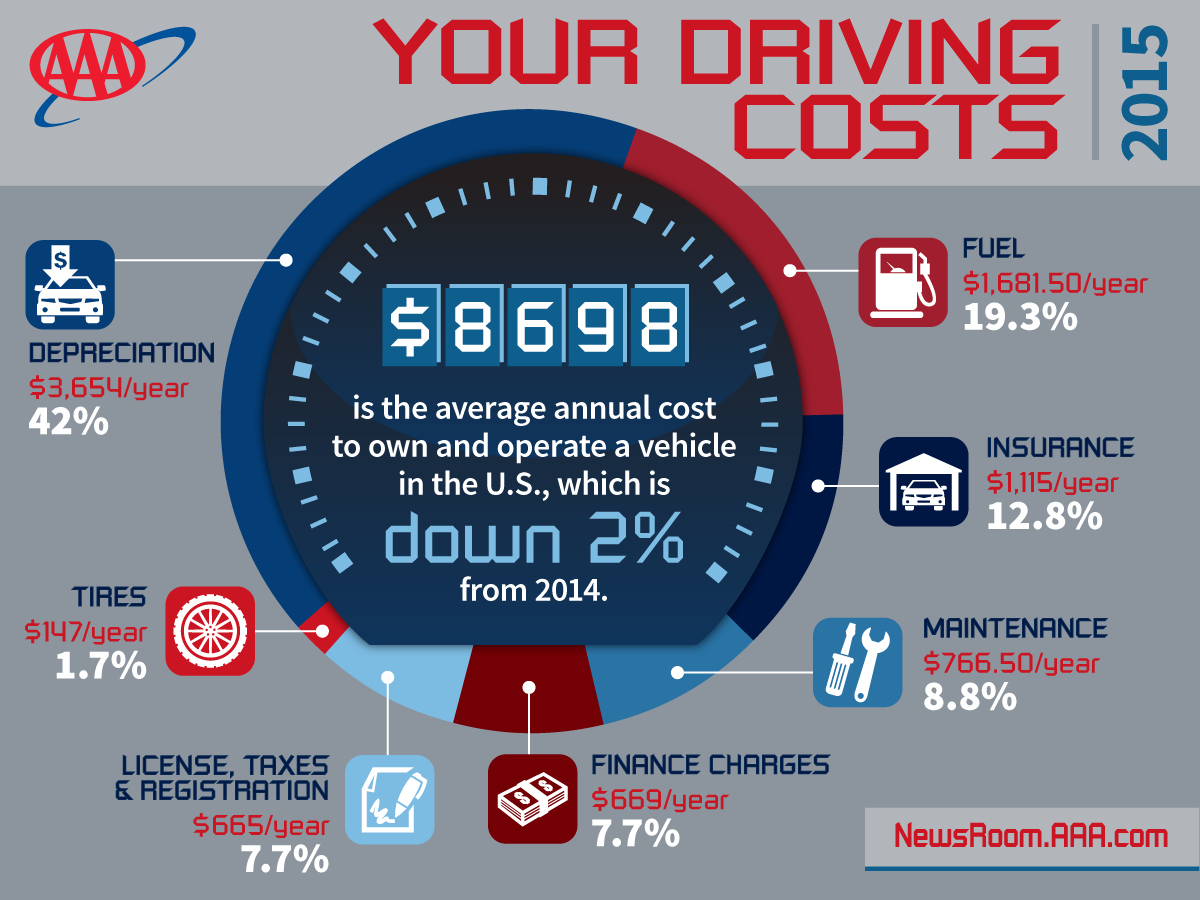 AAA
YOUR DRIVING
COSTS
2015
$8698
is the average annual cost
to own and operate a vehicle
in the U.S., which is
down 2%
from 2014.
$
DEPRECIATION
$3,654/year
42%
FUEL
$1,681.50/year
19.3%
INSURANCE
$1,115/year
12.8%
MAINTENANCE
$766.50/year
8.8%
TIRES
$147/year
1.7%
LICENSE, TAXES
& REGISTRATION
$665/year
7.7%
$ $
FINANCE CHARGES
$669/year
7.7%
NewsRoom.AAA.com